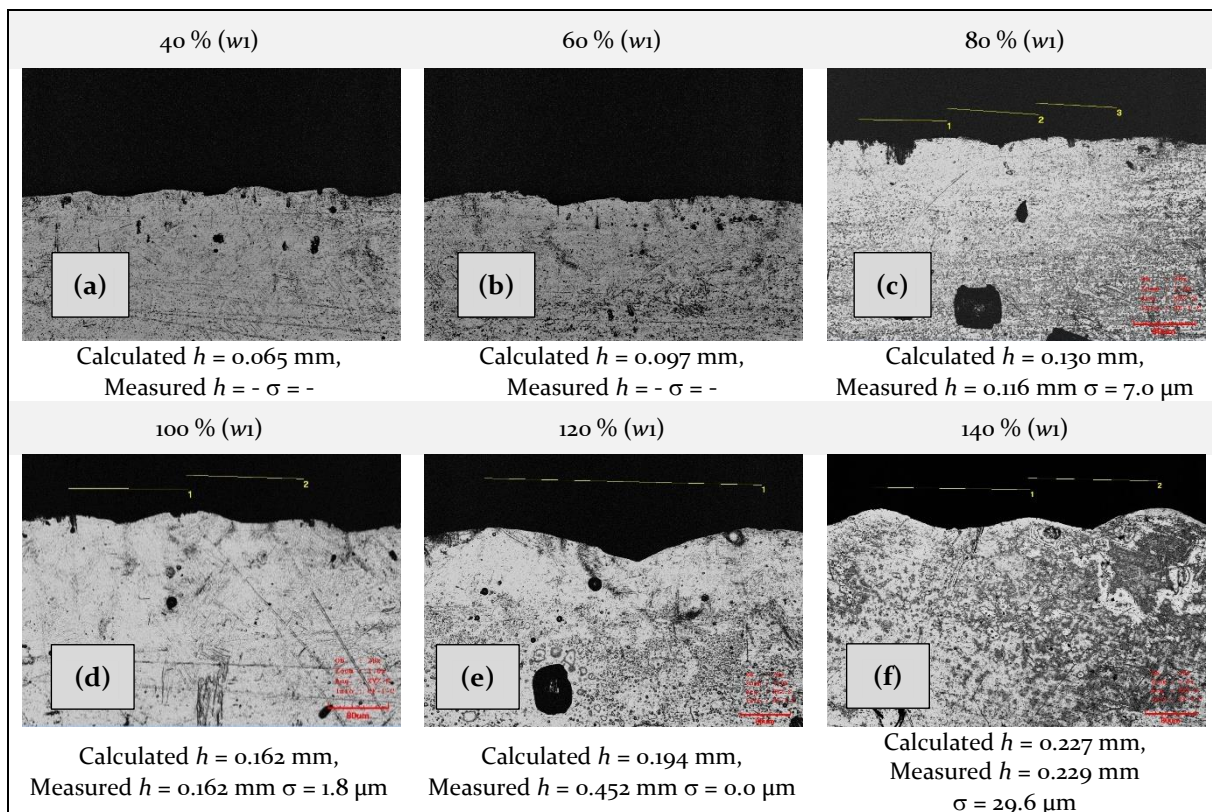 40 % (w1)
60 % (w1)
80 % (w1)
1
2
3
(a)
(b)
(c)
Calculated h = 0.065 mm,
Measured h = - σ = -
Calculated h = 0.097 mm,
Measured h = - σ = -
Calculated h = 0.130 mm,
Measured h = 0.116 mm σ = 7.0 µm
100 % (w1)
120 % (w1)
140 % (w1)
1
2
1
1
2
(d)
80um
(e)
(f)
Calculated h = 0.162 mm,
Measured h = 0.162 mm σ = 1.8 µm
Calculated h = 0.194 mm,
Measured h = 0.452 mm σ = 0.0 µm
Calculated h = 0.227 mm,
Measured h = 0.229 mm
σ = 29.6 µm